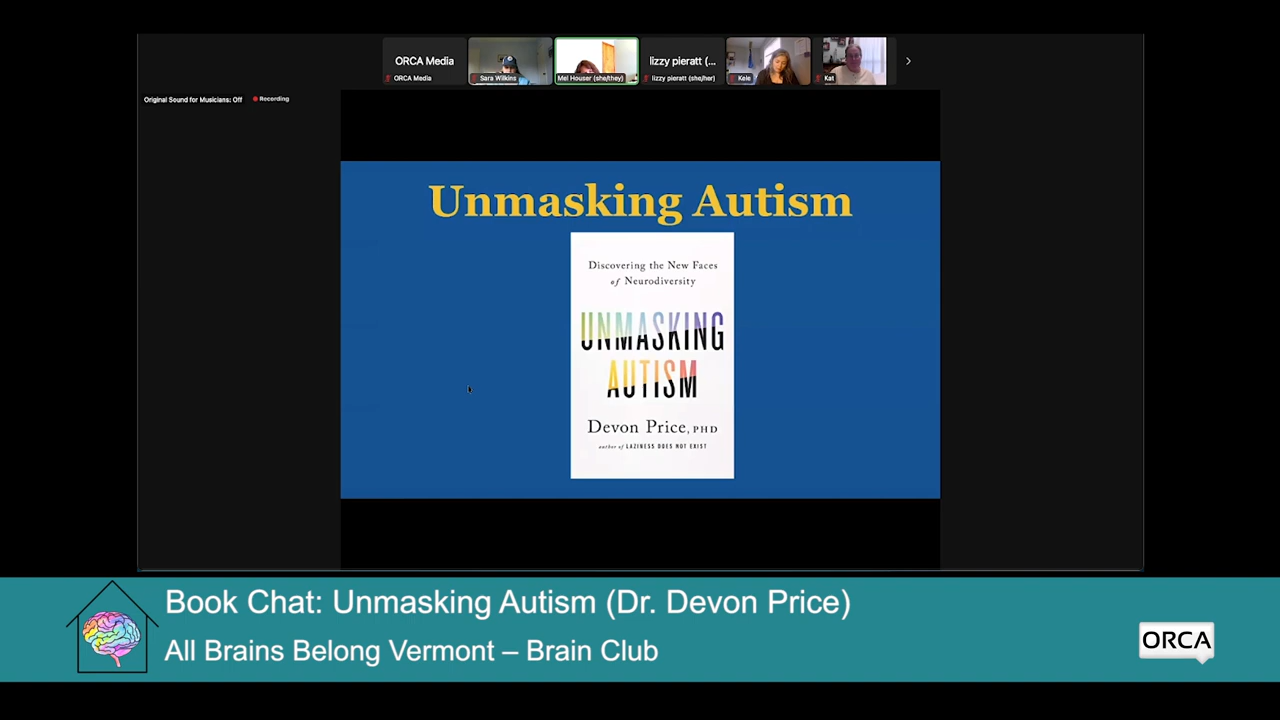 ORCA Media
lizzy pieratt (...
ORCA Media
Sara Wilkins
Mel Houser (she/they)
lizzy pieratt (she/her)
Kele
Kat
Original Sound for Musicians: Off
Recording
Unmasking Autism
Discovering the New Faces
of Neurodiversity
UNMASKING
AUTISM
Devon Price, PHD
author of LAZINESS DOES NOT EXIST
Book Chat: Unmasking Autism (Dr. Devon Price)
All Brains Belong Vermont – Brain Club
ORCA